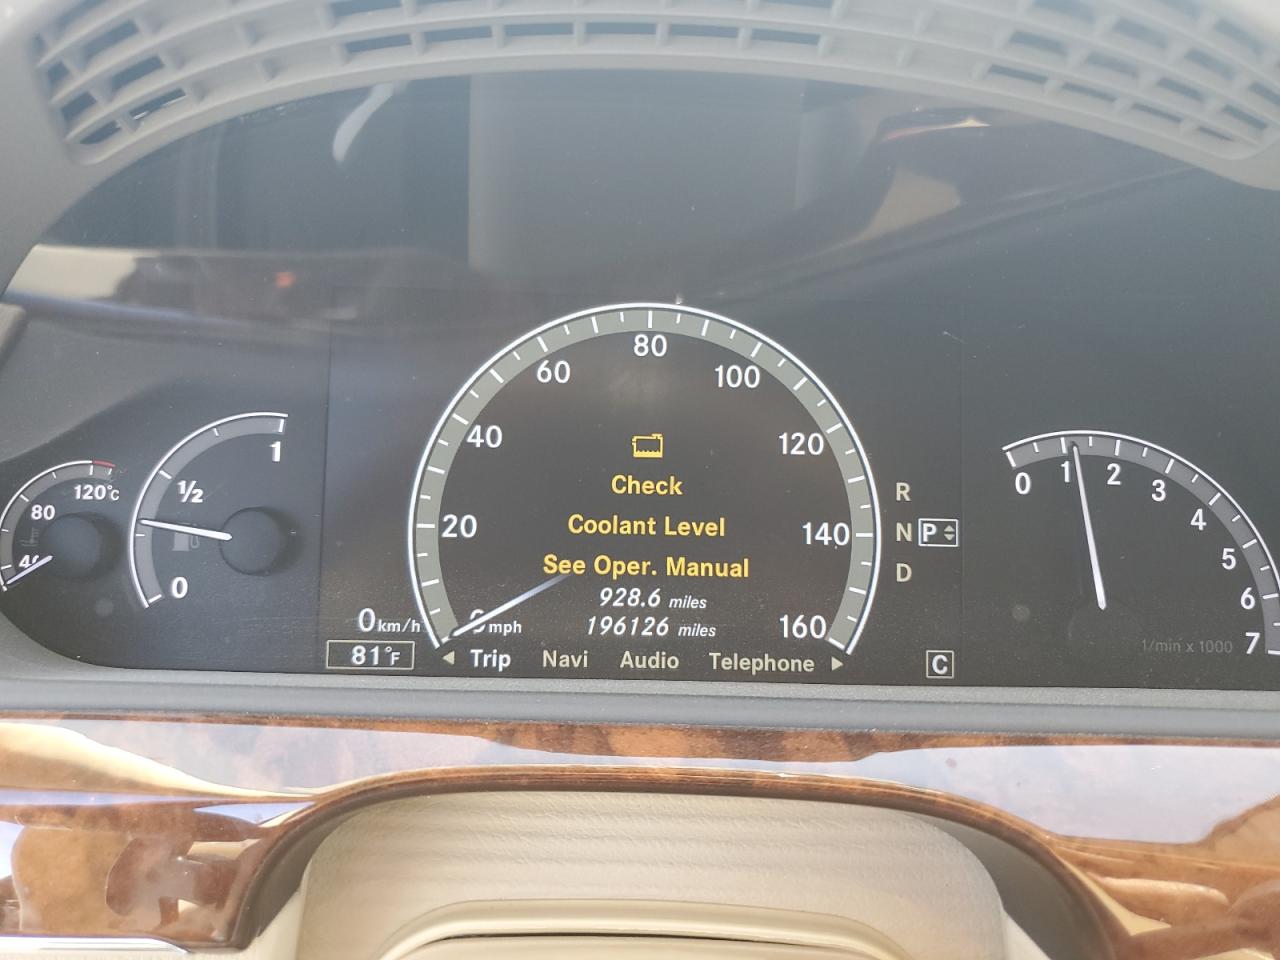 80
60
100
40
120
20
140
0 mph
160
Check
Coolant Level
See Oper. Manual
928.6 miles
196126 miles
0 km/h
81°F
Trip Navi Audio Telephone
R
N P
D
C
120°C
80
40
1
1/2
0
0 1 2 3 4 5 6 7
1/min x 1000